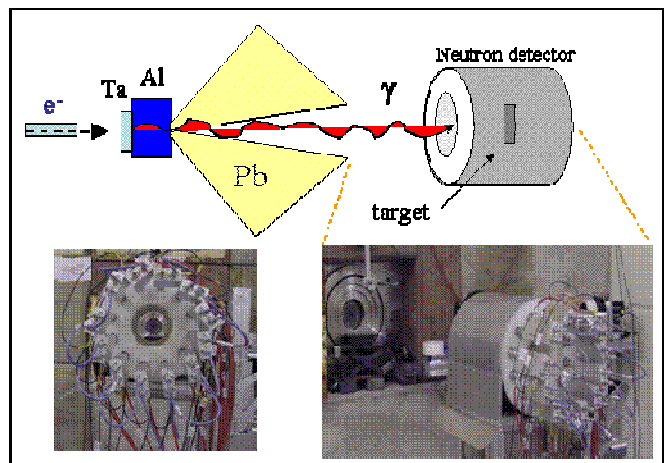 Neutron detector
Ta
Al
γ
e-
Pb
target